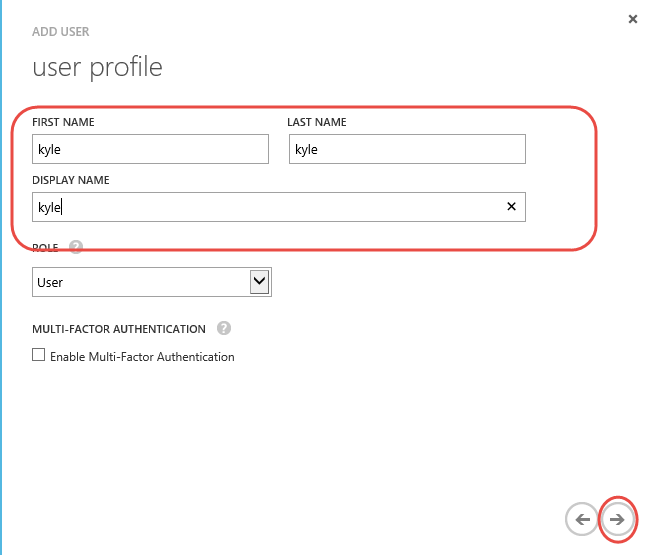 ADD USER
user profile
FIRST NAME LAST NAME
kyle kyle
DISPLAY NAME
kyle
ROLE ?
User
MULTI-FACTOR AUTHENTICATION ?
Enable Multi-Factor Authentication